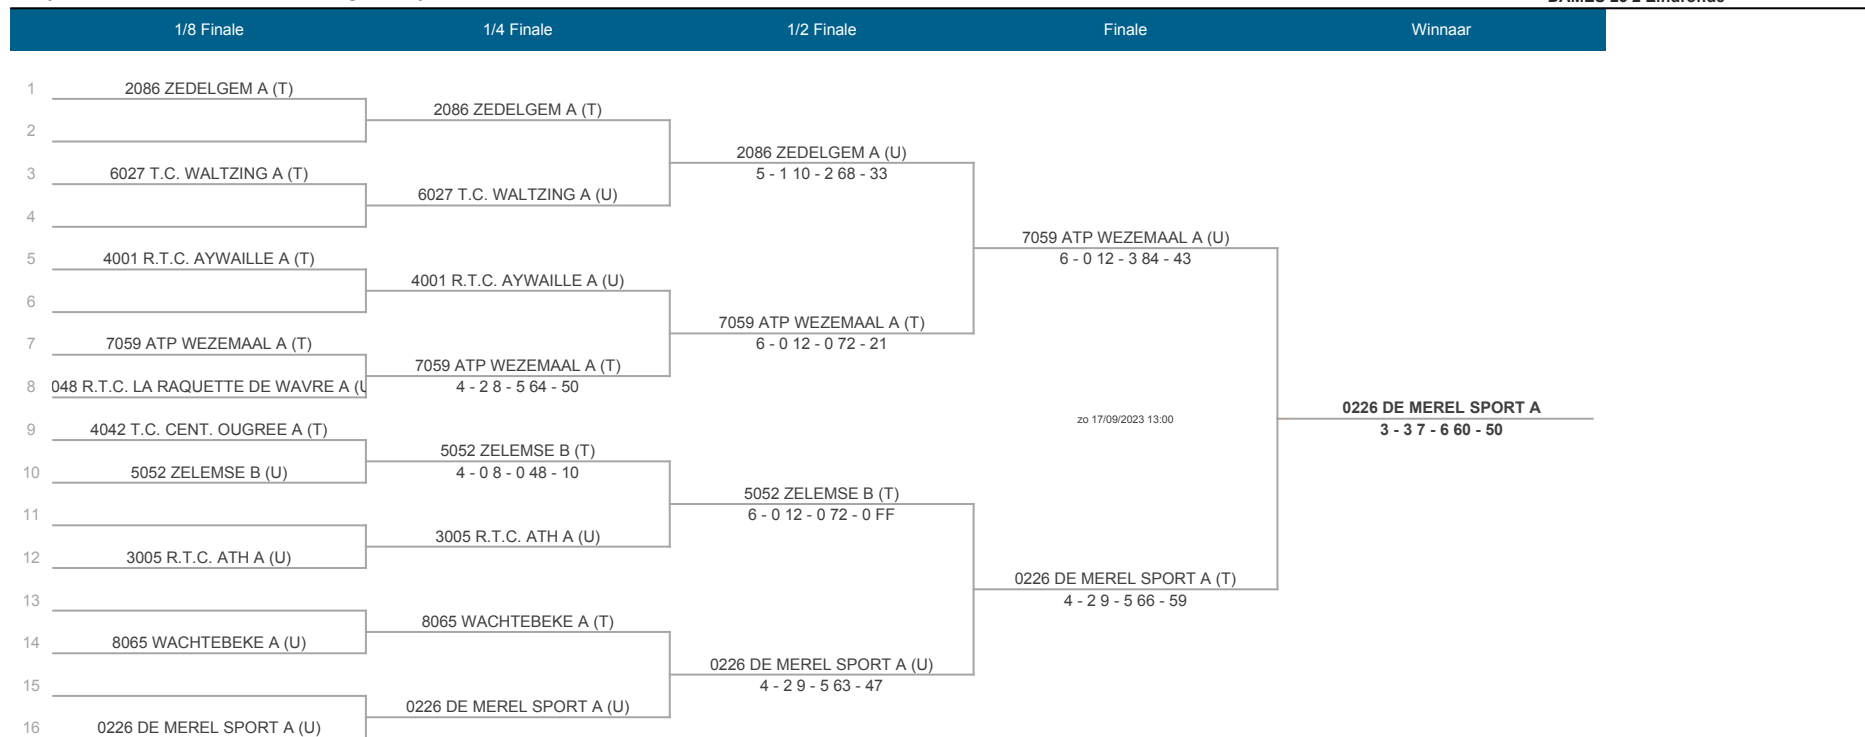 DAMES 25 2 Eindronde
1/8 Finale 1/4 Finale 1/2 Finale Finale Winnaar
1 2086 ZEDELGEM A (T)
2086 ZEDELGEM A (T)
2
2086 ZEDELGEM A (U)
3 6027 T.C. WALTZING A (T) 5 - 1 10 - 2 68 - 33
6027 T.C. WALTZING A (U)
4
7059 ATP WEZEMAAL A (U)
5 4001 R.T.C. AYWAILLE A (T) 6 - 0 12 - 3 84 - 43
4001 R.T.C. AYWAILLE A (U)
6
7059 ATP WEZEMAAL A (T)
7 7059 ATP WEZEMAAL A (T) 6 - 0 12 - 0 72 - 21
7059 ATP WEZEMAAL A (T)
8 048 R.T.C. LA RAQUETTE DE WAVRE A (U 4 - 2 8 - 5 64 - 50
0226 DE MEREL SPORT A
zo 17/09/2023 13:00
9 4042 T.C. CENT. OUGREE A (T) 3 - 3 7 - 6 60 - 50
5052 ZELEMSE B (T)
10 5052 ZELEMSE B (U) 4 - 0 8 - 0 48 - 10
5052 ZELEMSE B (T)
11 6 - 0 12 - 0 72 - 0 FF
3005 R.T.C. ATH A (U)
12 3005 R.T.C. ATH A (U)
0226 DE MEREL SPORT A (T)
13 4 - 2 9 - 5 66 - 59
8065 WACHTEBEKE A (T)
14 8065 WACHTEBEKE A (U)
0226 DE MEREL SPORT A (U)
15 4 - 2 9 - 5 63 - 47
0226 DE MEREL SPORT A (U)
16 0226 DE MEREL SPORT A (U)